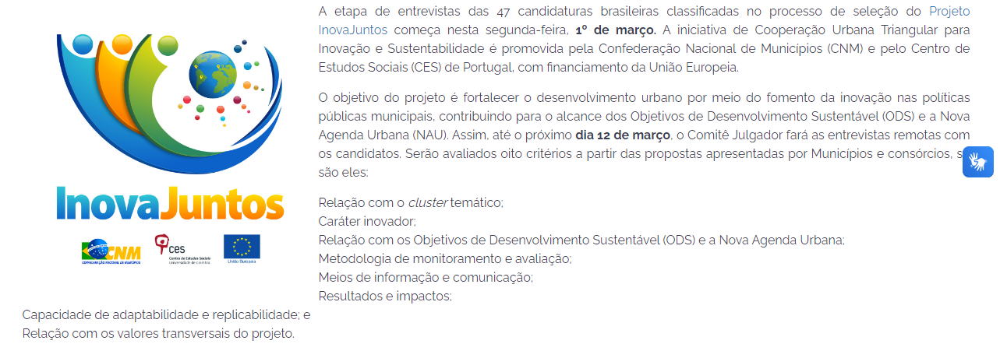 A etapa de entrevistas das 47 candidaturas brasileiras classificadas no processo de seleção do Projeto
InovaJuntos começa nesta segunda-feira, 1º de março. A iniciativa de Cooperação Urbana Triangular para
Inovação e Sustentabilidade é promovida pela Confederação Nacional de Municípios (CNM) e pelo Centro de
Estudos Sociais (CES) de Portugal, com financiamento da União Europeia.
O objetivo do projeto é fortalecer o desenvolvimento urbano por meio do fomento da inovação nas políticas
públicas municipais, contribuindo para o alcance dos Objetivos de Desenvolvimento Sustentável (ODS) e a Nova
Agenda Urbana (NAU). Assim, até o próximo dia 12 de março, o Comitê Julgador fará as entrevistas remotas com
os candidatos. Serão avaliados oito critérios a partir das propostas apresentadas por Municípios e consórcios,
são eles:
Relação com o cluster temático;
Caráter inovador;
Relação com os Objetivos de Desenvolvimento Sustentável (ODS) e a Nova Agenda Urbana;
Metodologia de monitoramento e avaliação;
Meios de informação e comunicação;
Resultados e impactos;
Capacidade de adaptabilidade e replicabilidade; e
Relação com os valores transversais do projeto.
InovaJuntos
CNM
CONFEDERAÇÃO NACIONAL DE MUNICÍPIOS
ces
Centro de Estudos Sociais
Universidade de Coimbra
União Europeia